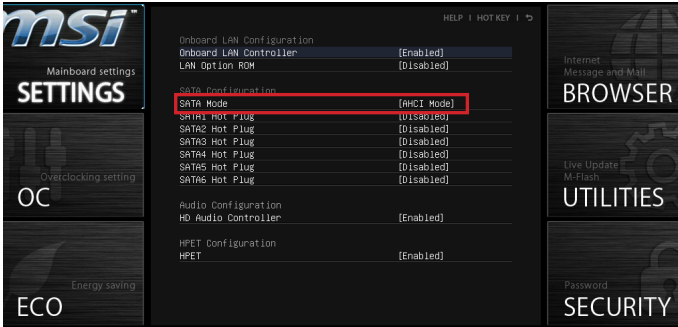 msi
HELP | HOT KEY | ↩
Mainboard settings
SETTINGS
Overclocking setting
OC
Energy saving
ECO
Onboard LAN Configuration
Onboard LAN Controller [Enabled]
LAN Option ROM [Disabled]
SATA Configuration
SATA Mode [AHCI Mode]
SATA1 Hot Plug [Disabled]
SATA2 Hot Plug [Disabled]
SATA3 Hot Plug [Disabled]
SATA4 Hot Plug [Disabled]
SATA5 Hot Plug [Disabled]
SATA6 Hot Plug [Disabled]
Audio Configuration
HD Audio Controller [Enabled]
HPET Configuration
HPET [Enabled]
Internet
Message and Mail
BROWSER
Live Update
M-Flash
UTILITIES
Password
SECURITY